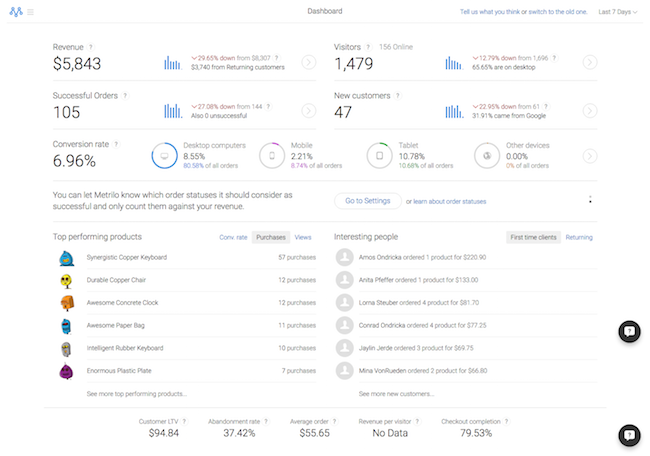 Dashboard
Tell us what you think or switch to the old one.
Last 7 Days
Revenue ?
$5,843
29.65% down from $8,307 ?
$3,740 from Returning customers
Visitors ? 156 Online
1,479
12.79% down from 1,696 ?
65.65% are on desktop
Successful Orders ?
105
27.08% down from 144 ?
Also 0 unsuccessful
New customers ?
47
22.95% down from 61 ?
31.91% came from Google
Conversion rate ?
6.96%
Desktop computers
8.55%
80.58% of all orders
Mobile
2.21%
8.74% of all orders
Tablet
10.78%
10.68% of all orders
Other devices
0.00%
0% of all orders
You can let Metrilo know which order statuses it should consider as
successful and only count them against your revenue.
Go to Settings or learn about order statuses
Top performing products
Conv. rate Purchases Views
Synergistic Copper Keyboard 57 purchases
Durable Copper Chair 12 purchases
Awesome Concrete Clock 12 purchases
Awesome Paper Bag 11 purchases
Intelligent Rubber Keyboard 10 purchases
Enormous Plastic Plate 7 purchases
See more top performing products...
Interesting people
First time clients Returning
Amos Ondricka ordered 1 product for $220.90
Anita Pfeffer ordered 1 product for $133.00
Lorna Steuber ordered 4 product for $81.70
Conrad Ondricka ordered 4 product for $77.25
Jaylin Jerde ordered 3 product for $69.75
Mina VonRueden ordered 2 product for $66.80
See more new customers...
Customer LTV ?
$94.84
Abandonment rate ?
37.42%
Average order ?
$55.65
Revenue per visitor ?
No Data
Checkout completion ?
79.53%